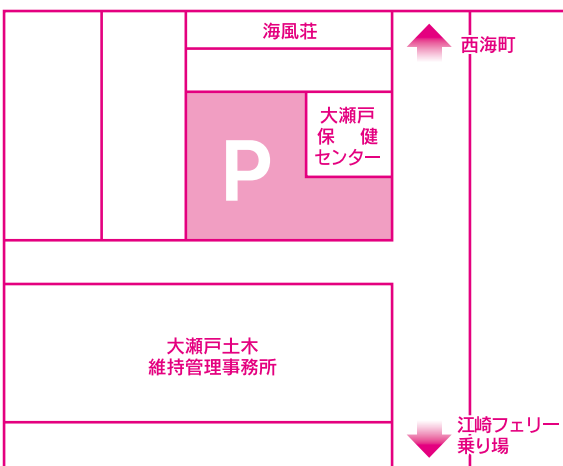 海風荘
西海町
大瀬戸
保　健
センター
P
大瀬戸土木
維持管理事務所
江崎フェリー
乗り場